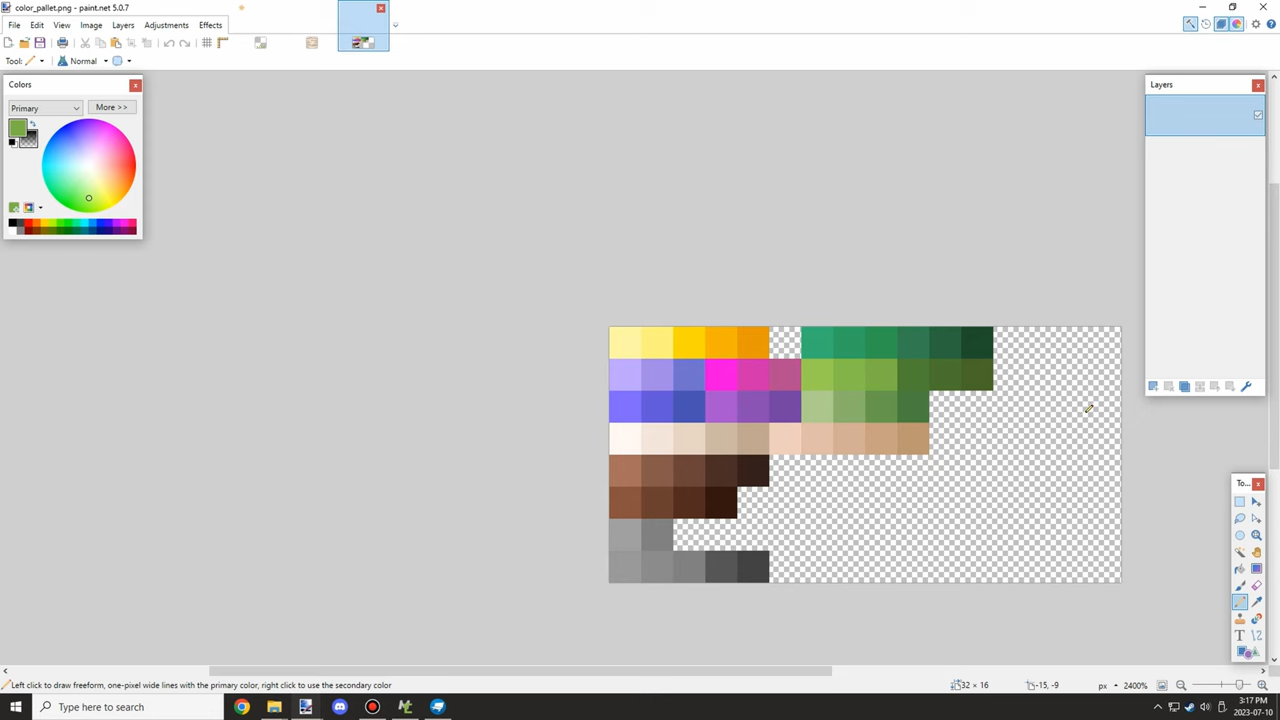 color_pallet.png - paint.net 5.0.7
File Edit View Image Layers Adjustments Effects
Tool: Normal
Colors
Primary More >>
Layers
To...
Left click to draw freeform, one-pixel wide lines with the primary color, right click to use the secondary color
32 × 16
-15, -9
px
2400%
Type here to search
3:17 PM
2023-07-10